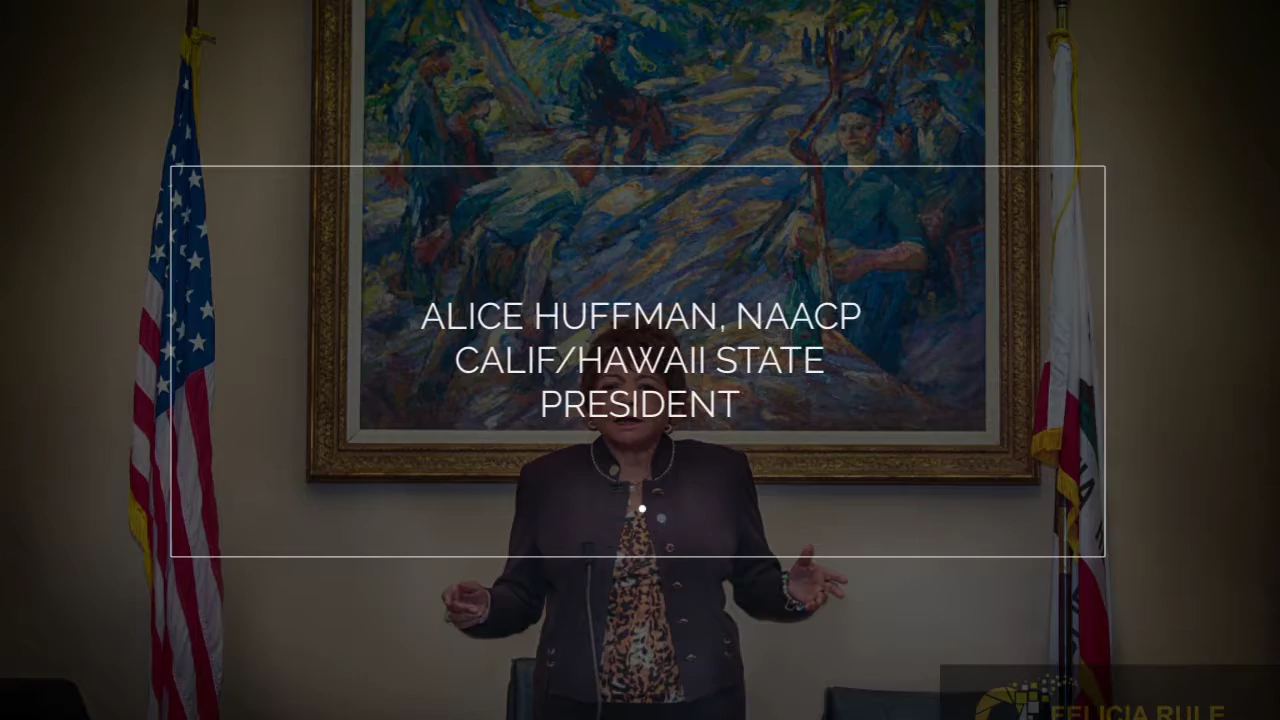 ALICE HUFFMAN, NAACP
CALIF/HAWAII STATE
PRESIDENT
FELICIA RULE